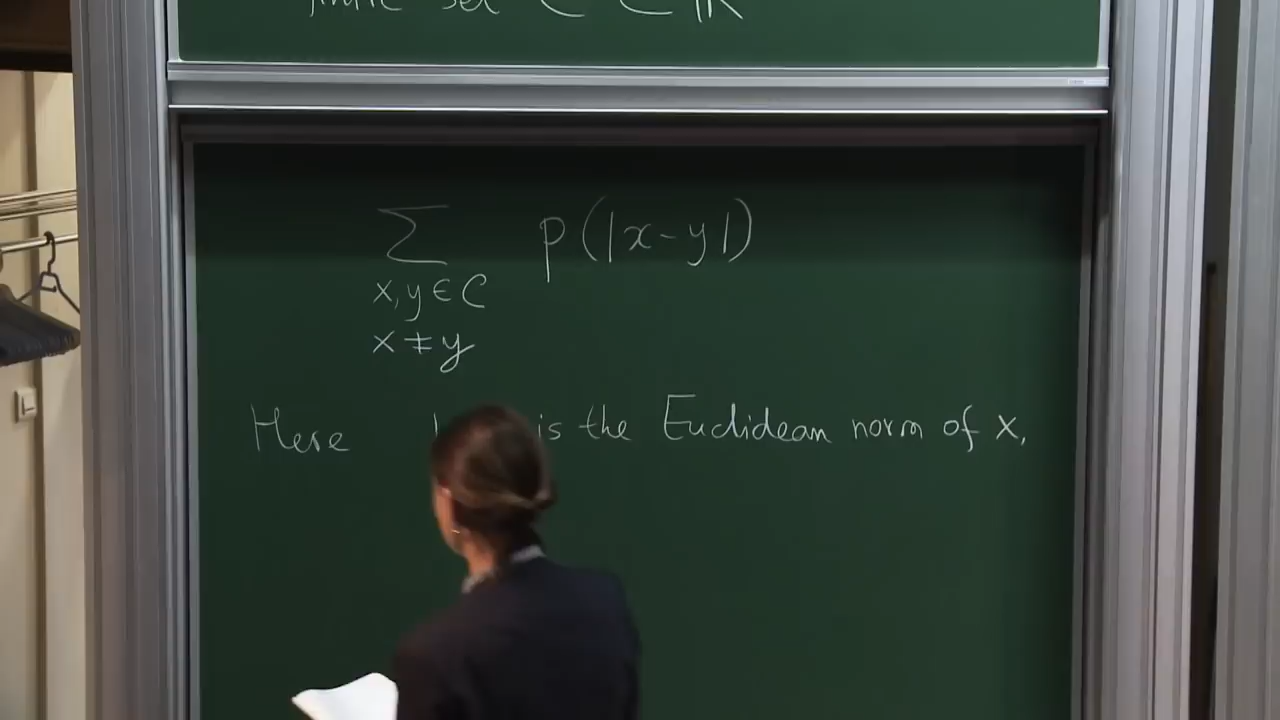 finite set C ⊂ ℝ
∑ p(|x-y|)
x,y ∈ C
x ≠ y
Here is the Euclidean norm of x,